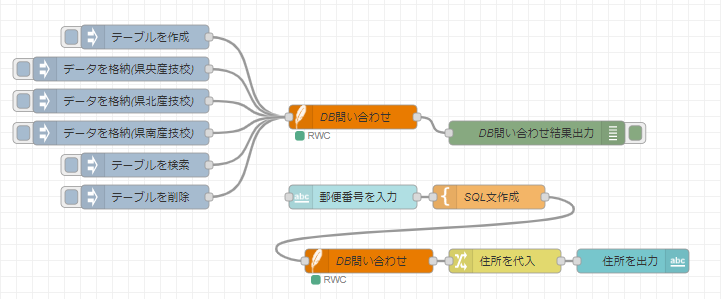 テーブルを作成
データを格納(県央産技校)
データを格納(県北産技校)
DB問い合わせ
RWC
データを格納(県南産技校)
DB問い合わせ結果出力
テーブルを検索
テーブルを削除
abc
郵便番号を入力
{
SQL文作成
DB問い合わせ
RWC
住所を代入
住所を出力
abc